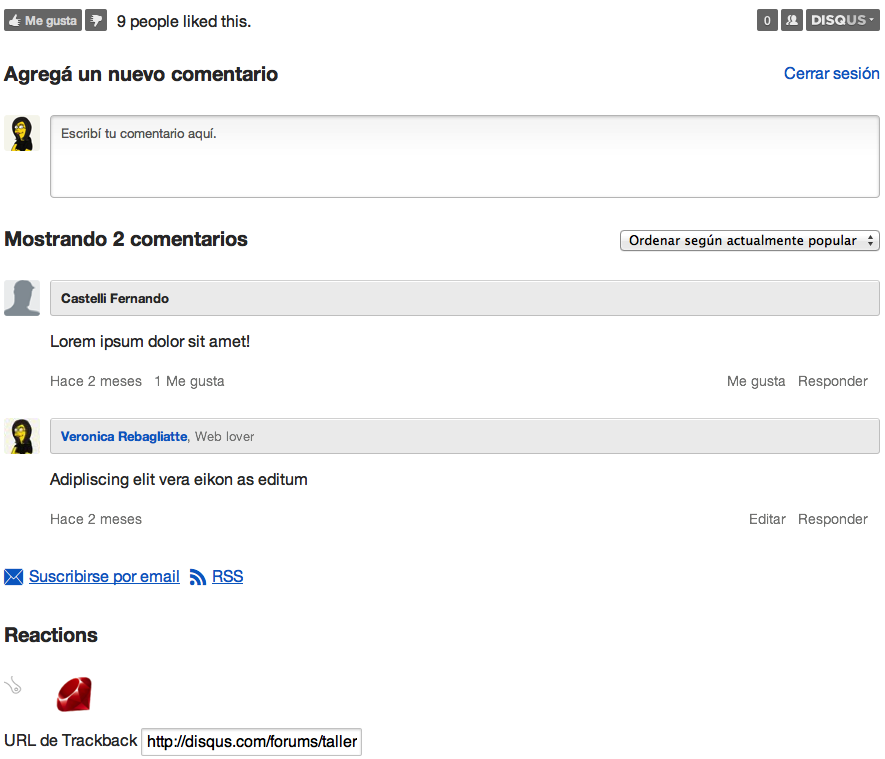 Me gusta 9 people liked this. 0 DISQUS
Agregá un nuevo comentario Cerrar sesión
Escribí tu comentario aquí.
Mostrando 2 comentarios Ordenar según actualmente popular
Castelli Fernando
Lorem ipsum dolor sit amet!
Hace 2 meses 1 Me gusta Me gusta Responder
Veronica Rebagliatte, Web lover
Adipliscing elit vera eikon as editum
Hace 2 meses Editar Responder
Suscribirse por email RSS
Reactions
URL de Trackback http://disqus.com/forums/taller